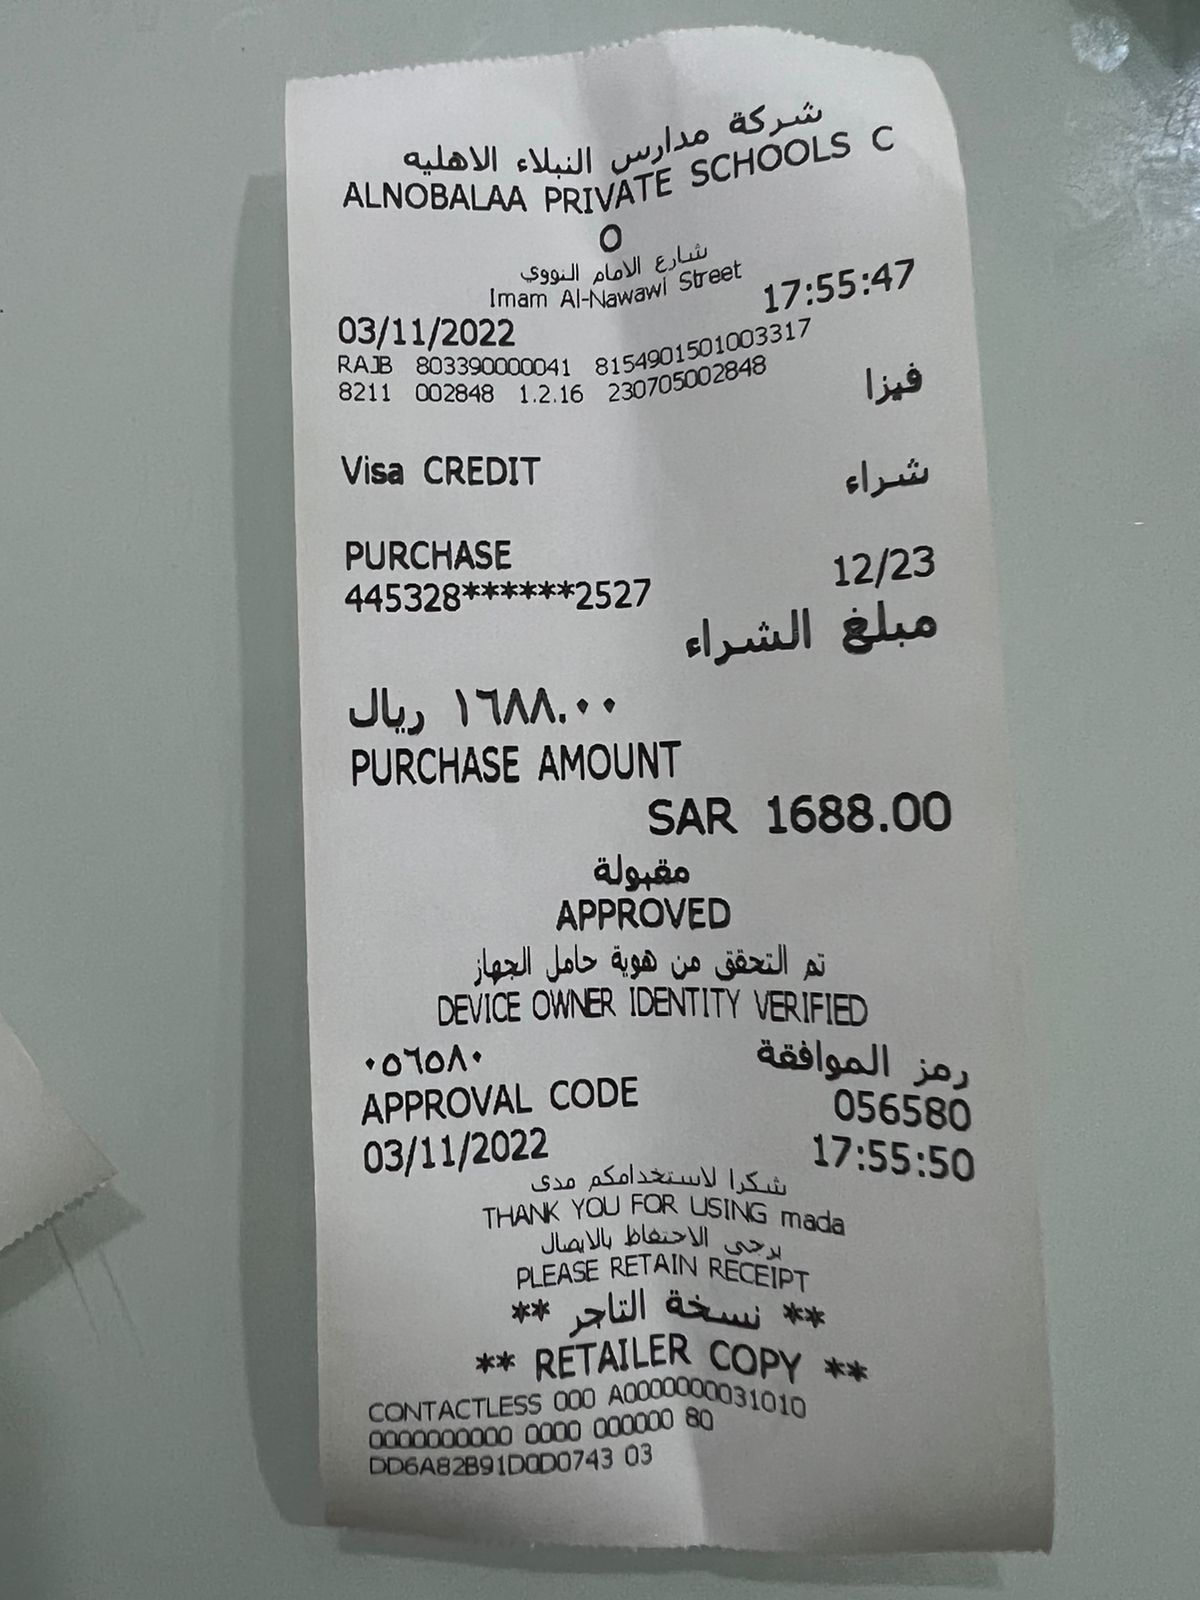 شركة مدارس النبلاء الاهليه
ALNOBALAA PRIVATE SCHOOLS C
O
شارع الامام النووي
Imam Al-Nawawi Street
03/11/2022 17:55:47
RAJB 803390000041 8154901501003317
8211 002848 1.2.16 230705002848
فيزا
Visa CREDIT
شراء
PURCHASE
445328******2527 12/23
مبلغ الشراء
١٦٨٨.٠٠ ريال
PURCHASE AMOUNT
SAR 1688.00
مقبولة
APPROVED
تم التحقق من هوية حامل الجهاز
DEVICE OWNER IDENTITY VERIFIED
رمز الموافقة ٠٥٦٥٨٠
APPROVAL CODE 056580
03/11/2022 17:55:50
شكرا لاستخدامكم مدى
THANK YOU FOR USING mada
يرجى الاحتفاظ بالايصال
PLEASE RETAIN RECEIPT
** نسخة التاجر **
** RETAILER COPY **
CONTACTLESS 000 A0000000031010
0000000000 0000 000000 80
DD6A82B91D0D0743 03